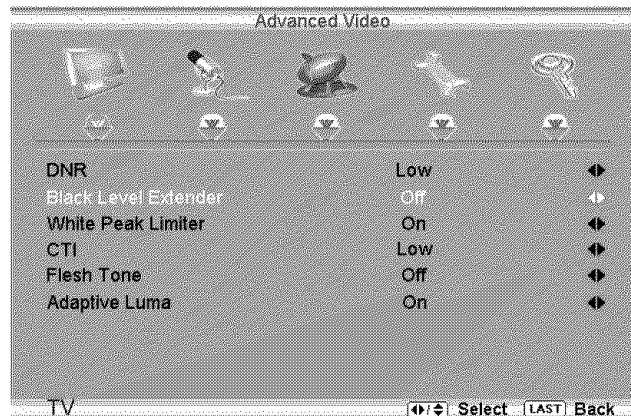 Advanced Video
DNR Low
Black Level Extender Off
White Peak Limiter On
CTI Low
Flesh Tone Off
Adaptive Luma On
TV Select LAST Back